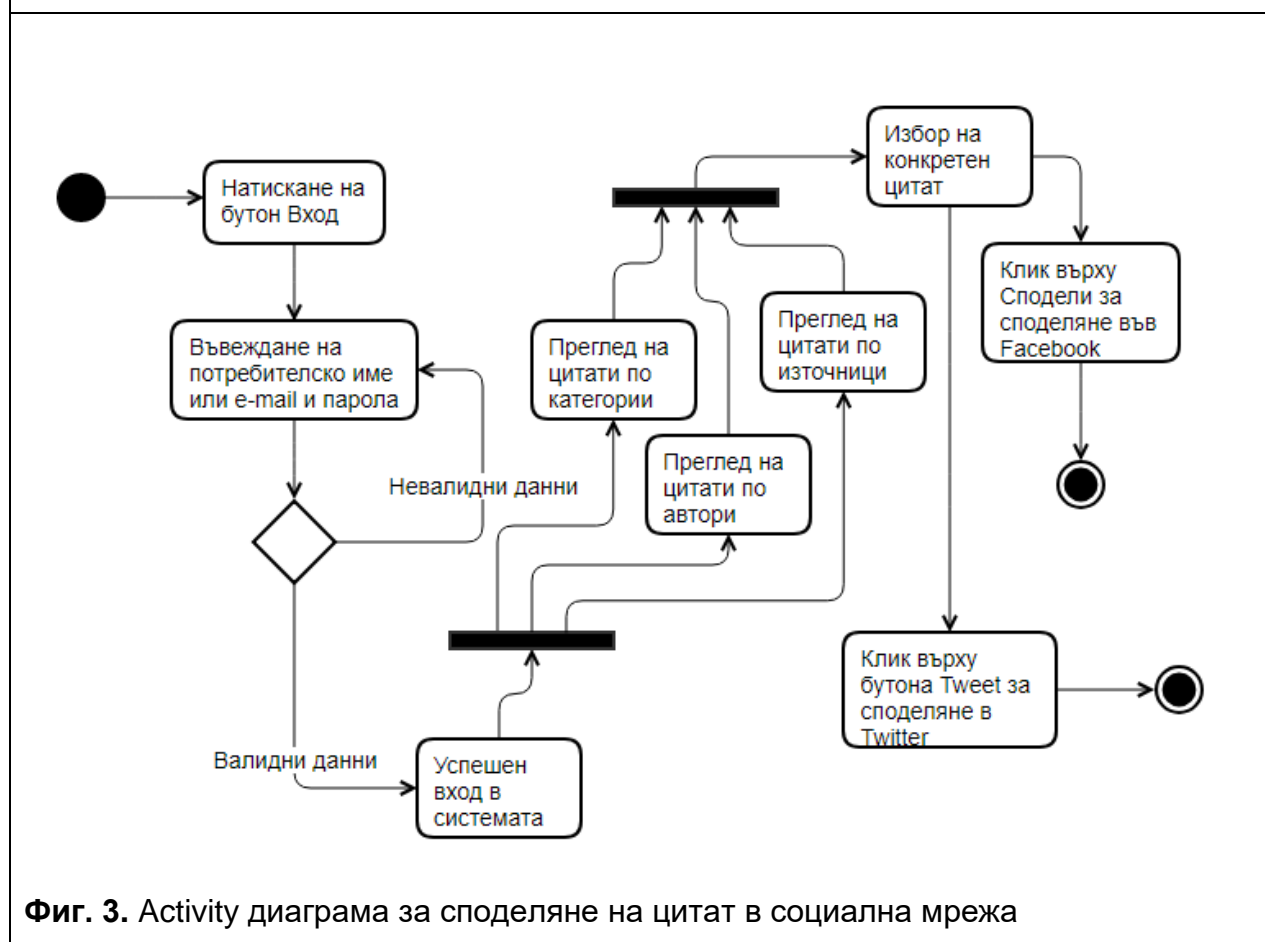 Натискане на
бутон Вход
Въвеждане на
потребителско име
или e-mail и парола
Невалидни данни
Валидни данни
Успешен
вход в
системата
Преглед на
цитати по
категории
Преглед на
цитати по
автори
Преглед на
цитати по
източници
Избор на
конкретен
цитат
Клик върху
Сподели за
споделяне във
Facebook
Клик върху
бутона Tweet за
споделяне в
Twitter
Фиг. 3. Activity диаграма за споделяне на цитат в социална мрежа